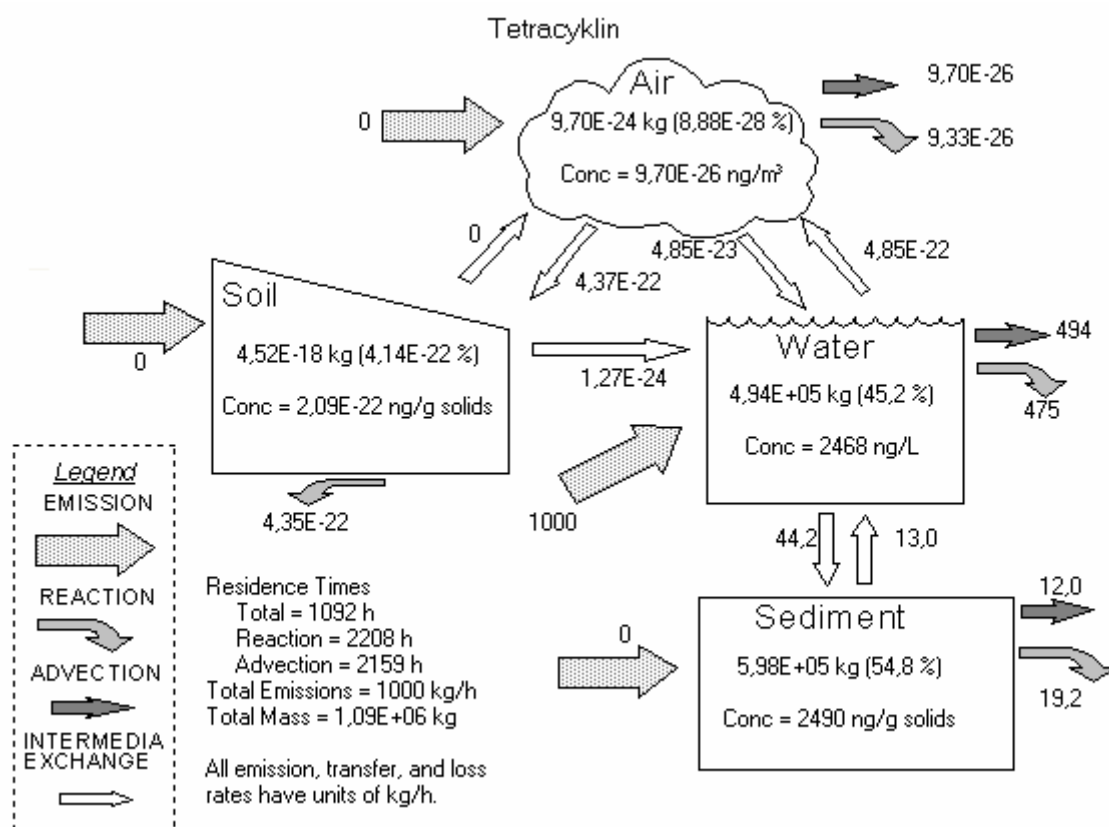 Tetracyklin
Air
9,70E-24 kg (8,88E-28 %)
Conc = 9,70E-26 ng/m³
0
9,70E-26
9,33E-26
0
4,37E-22
4,85E-23
4,85E-22
Soil
4,52E-18 kg (4,14E-22 %)
Conc = 2,09E-22 ng/g solids
0
4,35E-22
1,27E-24
Water
4,94E+05 kg (45,2 %)
Conc = 2468 ng/L
494
475
1000
44,2
13,0
Sediment
5,98E+05 kg (54,8 %)
Conc = 2490 ng/g solids
0
12,0
19,2
Legend
EMISSION
REACTION
ADVECTION
INTERMEDIA
EXCHANGE
Residence Times
Total = 1092 h
Reaction = 2208 h
Advection = 2159 h
Total Emissions = 1000 kg/h
Total Mass = 1,09E+06 kg
All emission, transfer, and loss
rates have units of kg/h.